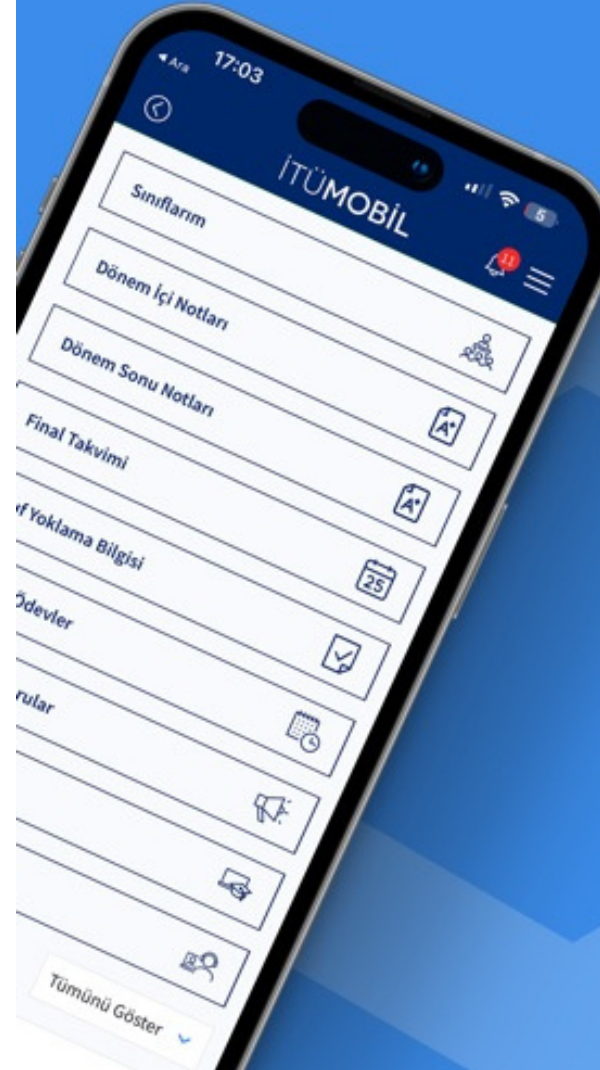 Ara 17:03
5
İTÜMOBİL
11
Sınıflarım
Dönem İçi Notları
A+
Dönem Sonu Notları
A+
Final Takvimi
25
Yoklama Bilgisi
Ödevler
Tümünü Göster